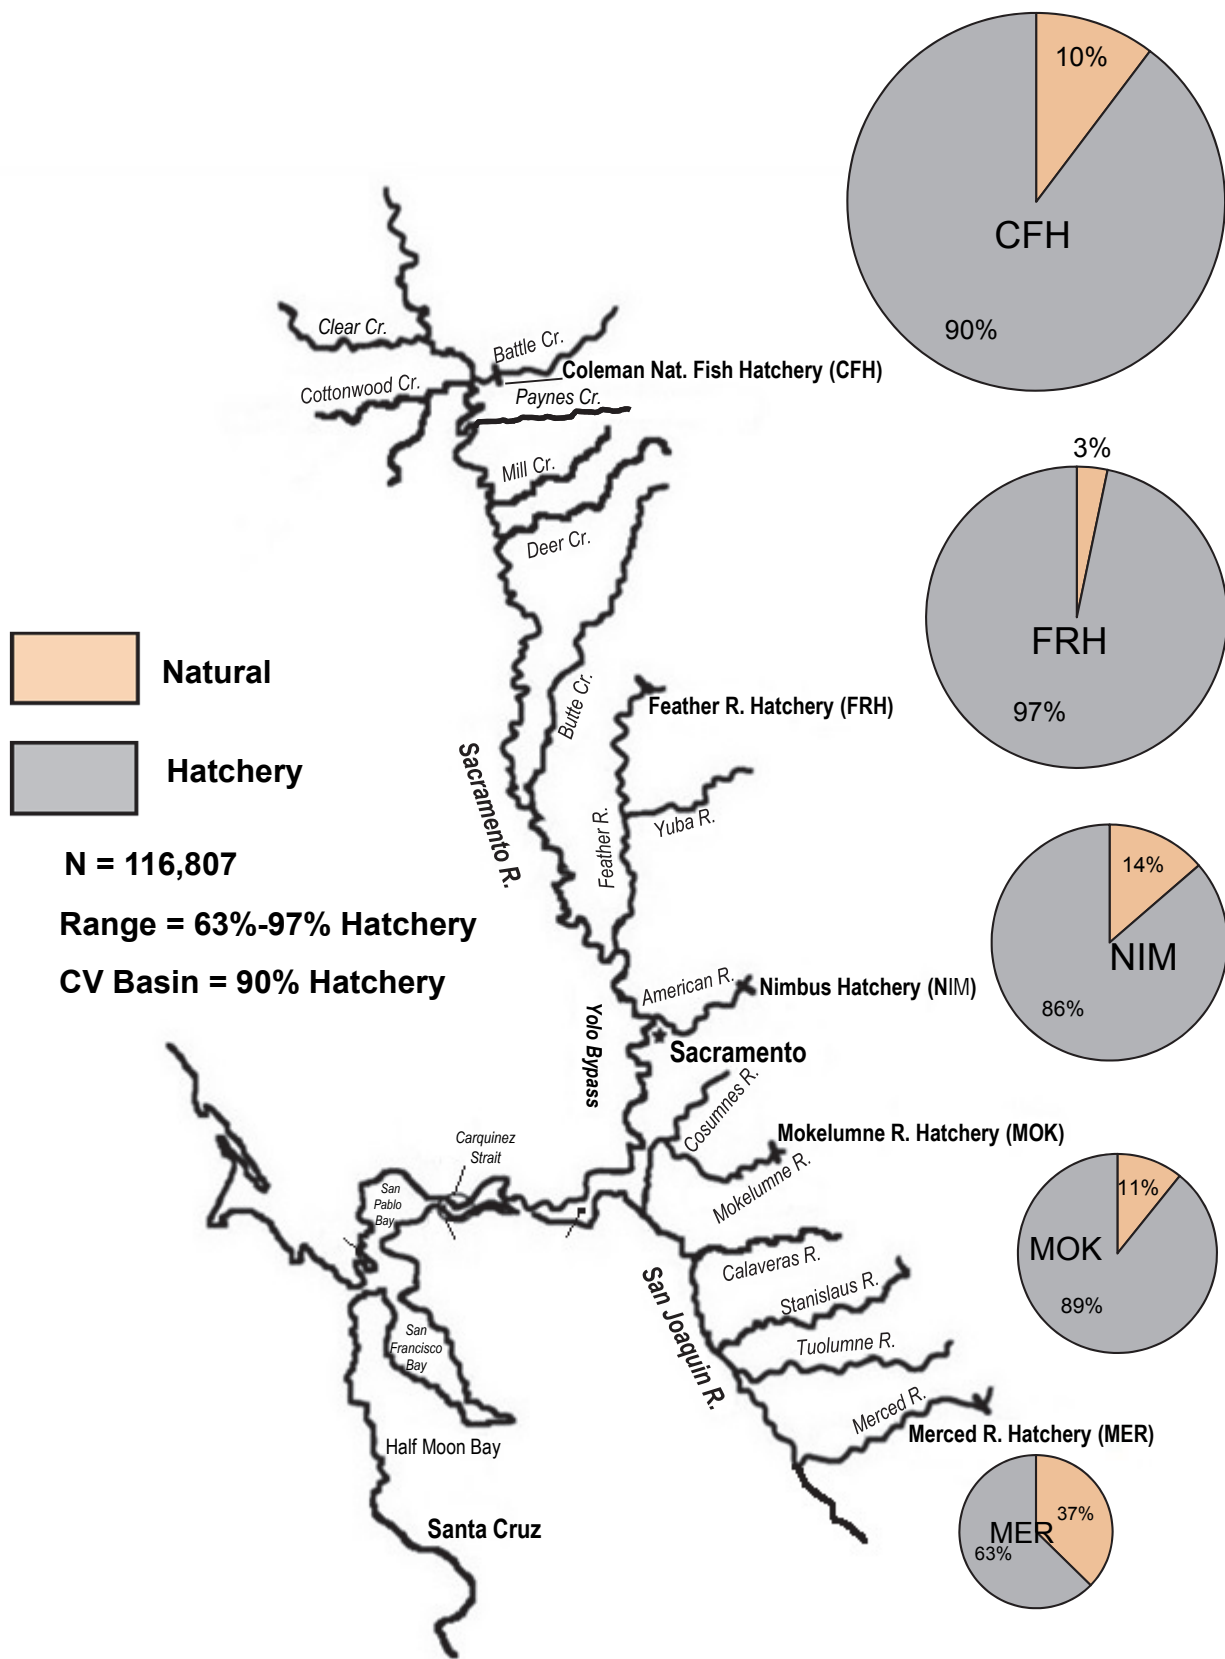 10%
CFH
90%
Clear Cr.
Battle Cr.
Coleman Nat. Fish Hatchery (CFH)
Cottonwood Cr.
Paynes Cr.
3%
Mill Cr.
Deer Cr.
FRH
97%
Natural
Butte Cr.
Feather R. Hatchery (FRH)
Hatchery
Sacramento R.
Feather R.
Yuba R.
N = 116,807
14%
Range = 63%-97% Hatchery
NIM
CV Basin = 90% Hatchery
American R.
Nimbus Hatchery (NIM)
86%
Yolo Bypass
Sacramento
Cosumnes R.
Mokelumne R. Hatchery (MOK)
Carquinez
Strait
San
Pablo
Bay
Mokelumne R.
11%
MOK
89%
Calaveras R.
San Joaquin R.
Stanislaus R.
San
Francisco
Bay
Tuolumne R.
Merced R.
Merced R. Hatchery (MER)
Half Moon Bay
37%
MER
63%
Santa Cruz